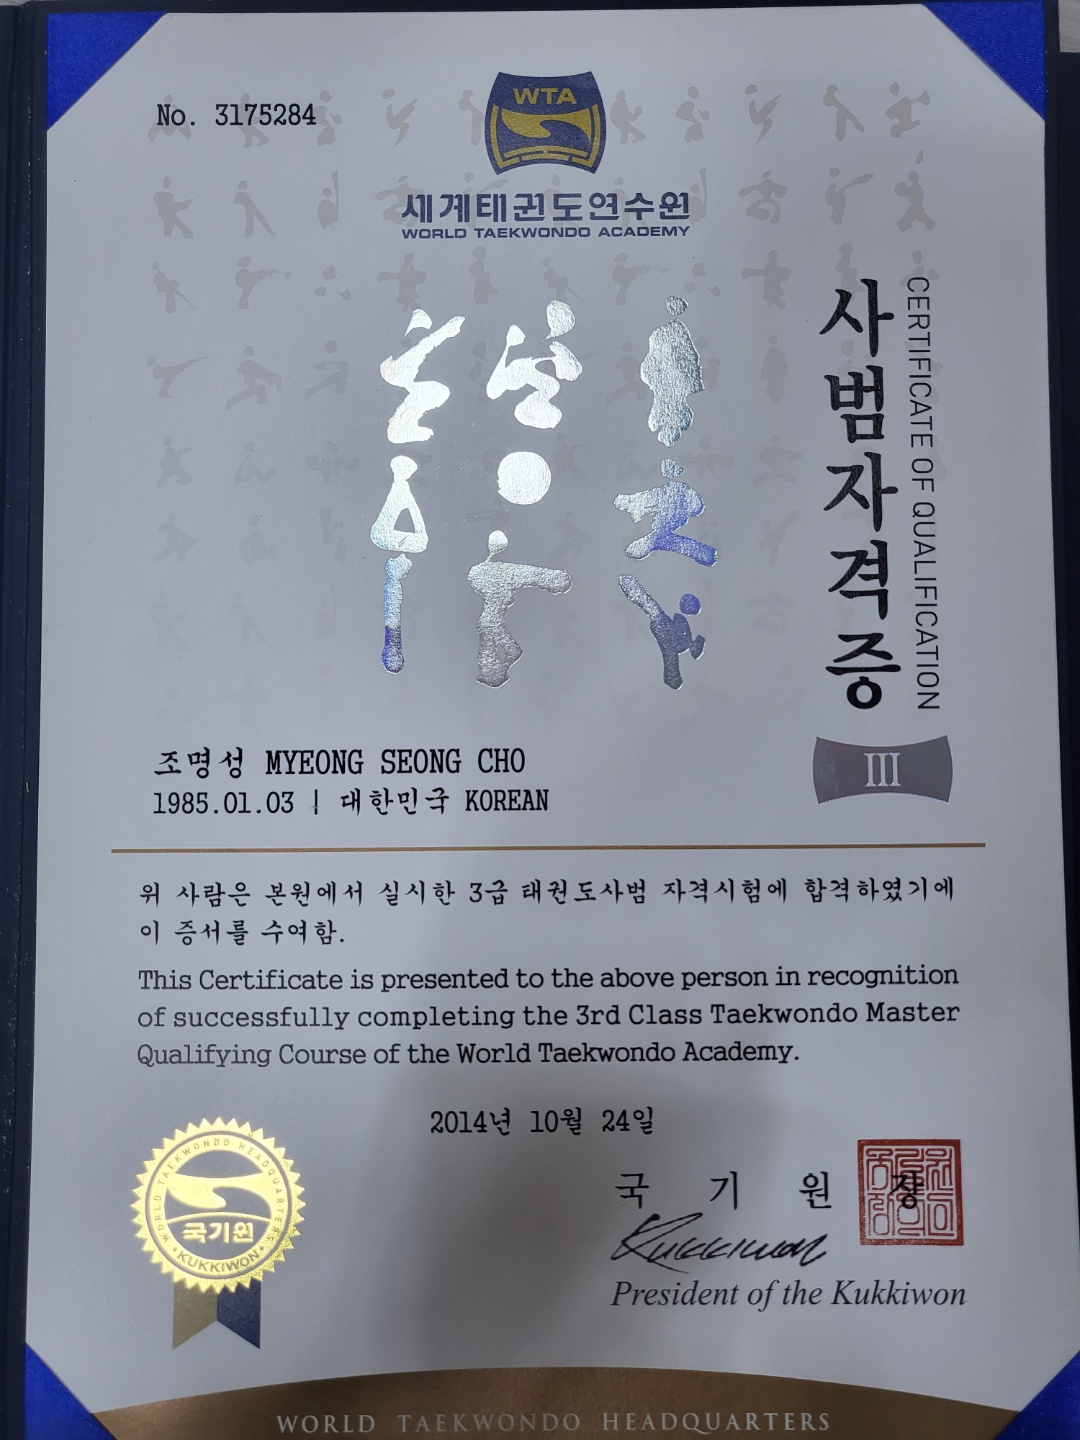 No. 3175284
WTA
세계태권도연수원
WORLD TAEKWONDO ACADEMY
사범자격증
CERTIFICATE OF QUALIFICATION
III
조명성 MYEONG SEONG CHO
1985.01.03 | 대한민국 KOREAN
위 사람은 본원에서 실시한 3급 태권도사범 자격시험에 합격하였기에
이 증서를 수여함.
This Certificate is presented to the above person in recognition
of successfully completing the 3rd Class Taekwondo Master
Qualifying Course of the World Taekwondo Academy.
2014년 10월 24일
국 기 원 장
Kukkiwon
President of the Kukkiwon
WORLD TAEKWONDO HEADQUARTERS
국기원
KUKKIWON
WORLD TAEKWONDO HEADQUARTERS